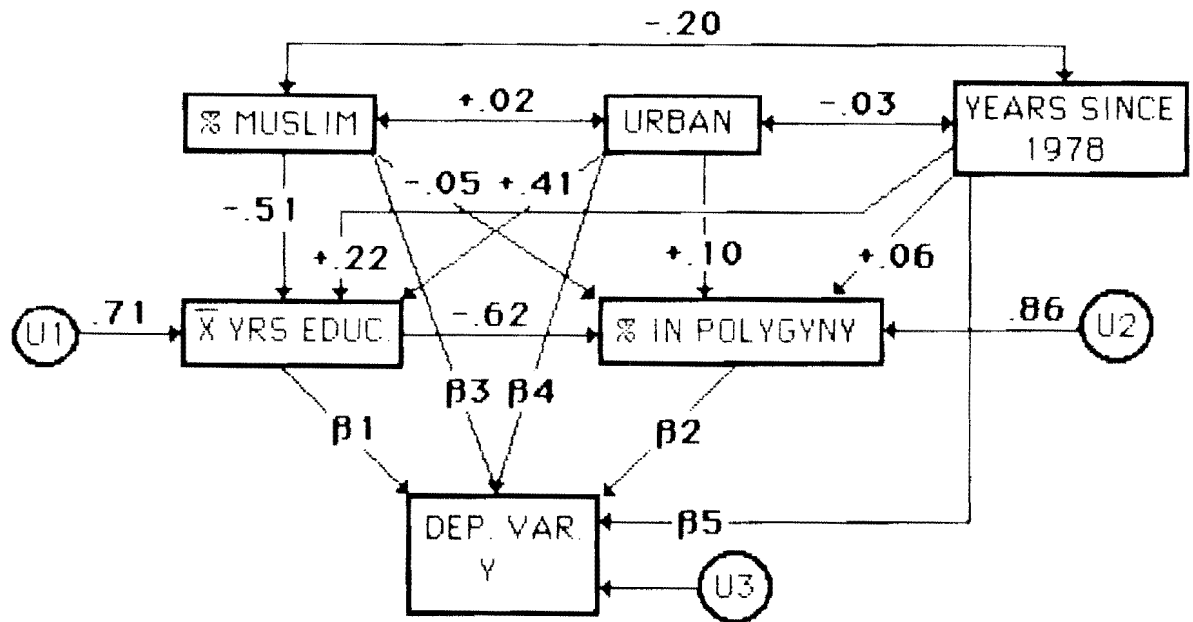 -.20
% MUSLIM
+.02
URBAN
-.03
YEARS SINCE
1978
-.05
+.41
-.51
+.22
+.10
+.06
U1
.71
X̅ YRS EDUC.
-.62
% IN POLYGYNY
.86
U2
β3
β4
β1
β2
DEP. VAR.
Y
β5
U3